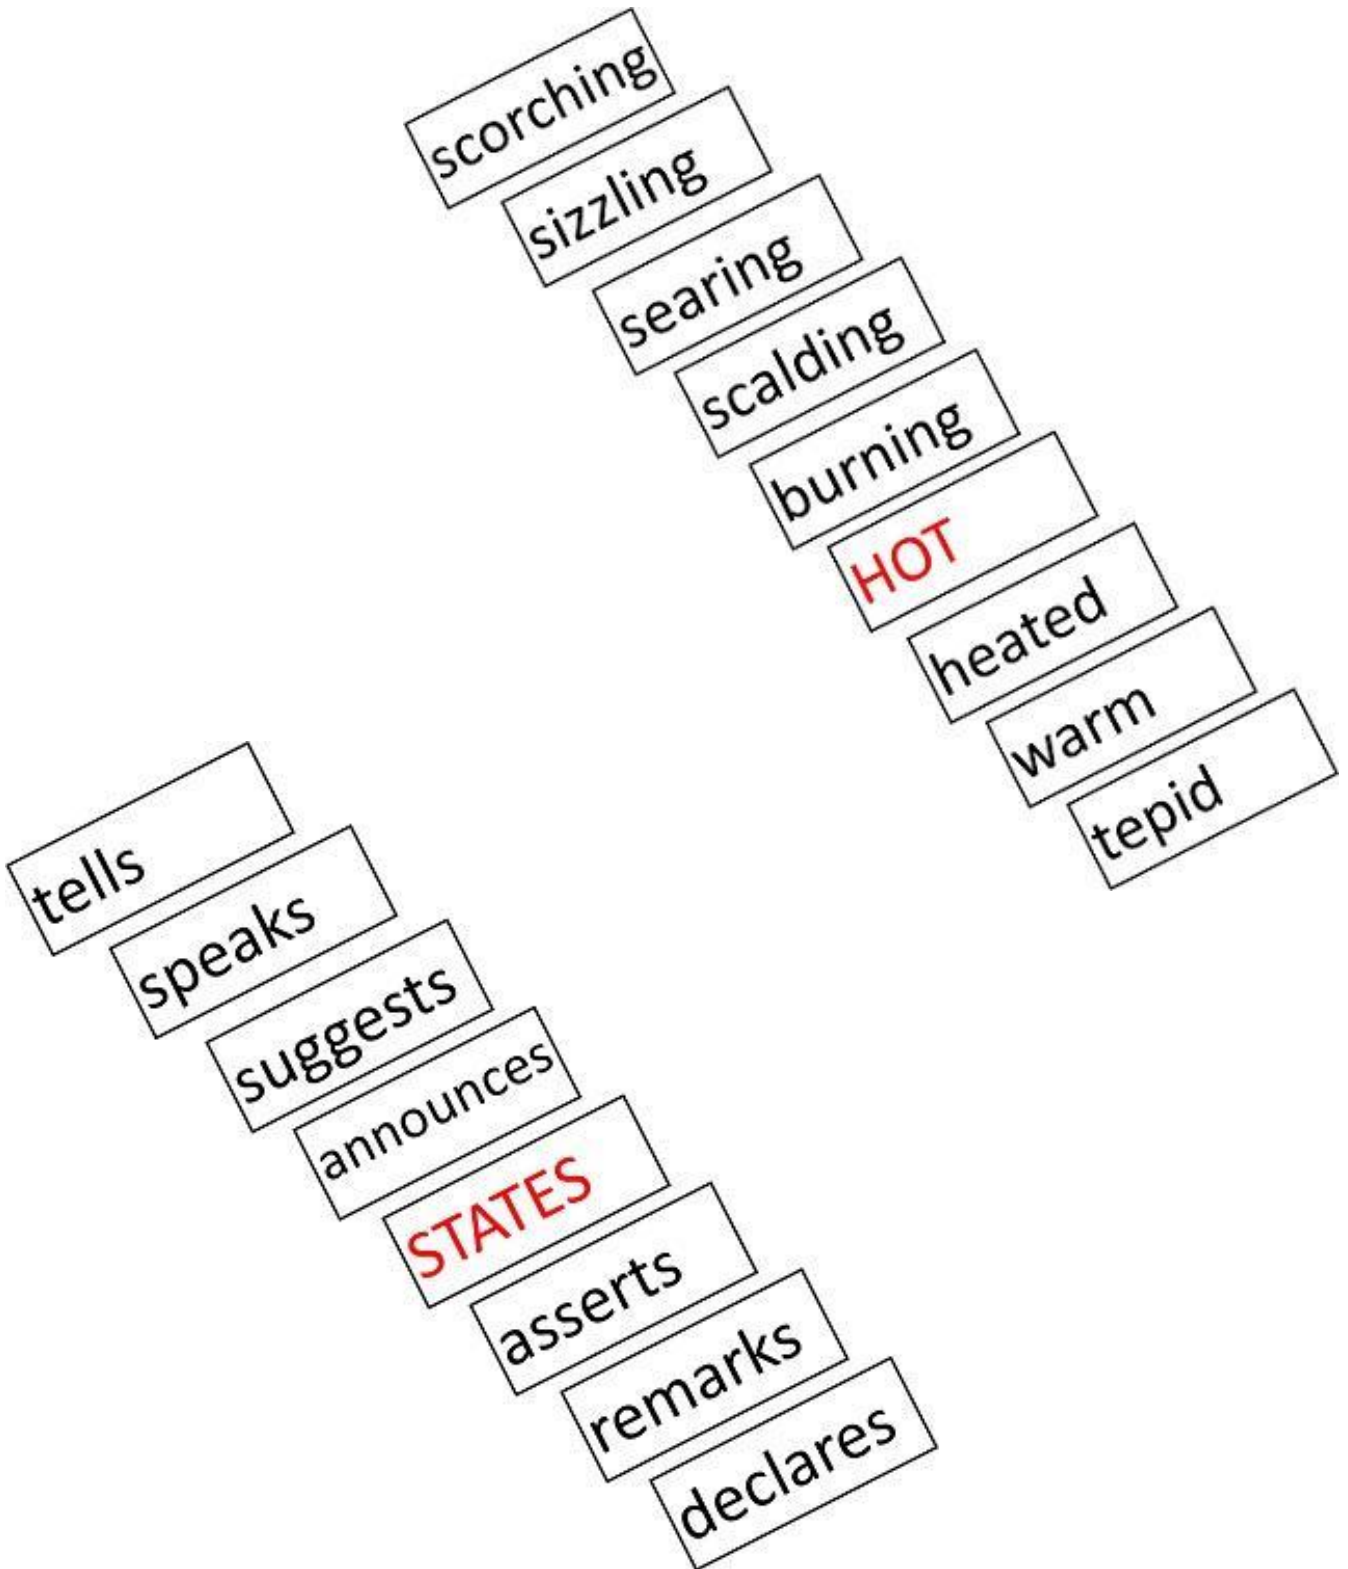 scorching
sizzling
searing
scalding
burning
HOT
heated
warm
tepid
tells
speaks
suggests
announces
STATES
asserts
remarks
declares